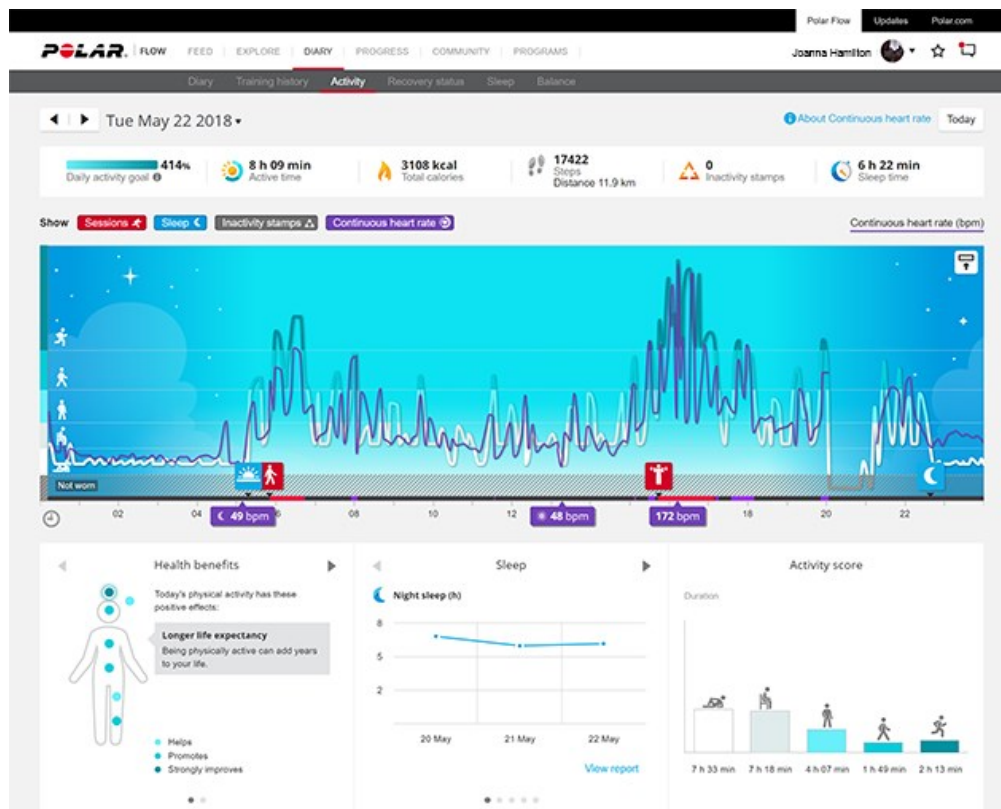 Polar Flow Updates Polar.com
POLAR. FLOW FEED EXPLORE DIARY PROGRESS COMMUNITY PROGRAMS Joanna Hamilton
Diary Training history Activity Recovery status Sleep Balance
Tue May 22 2018 About Continuous heart rate Today
414% 8 h 09 min 3108 kcal 17422 0 6 h 22 min
Daily activity goal Active time Total calories Steps Inactivity stamps Sleep time
Distance 11.9 km
Show Sessions Sleep Inactivity stamps Continuous heart rate Continuous heart rate (bpm)
Not worn
02 04 6 10 12 18 20 22
49 bpm 48 bpm 172 bpm
Health benefits
Today's physical activity has these
positive effects:
Longer life expectancy
Being physically active can add years
to your life.
Helps
Promotes
Strongly improves
Sleep
Night sleep (h)
8
5
2
20 May 21 May 22 May
View report
Activity score
Duration
7 h 33 min 7 h 18 min 4 h 07 min 1 h 49 min 2 h 13 min